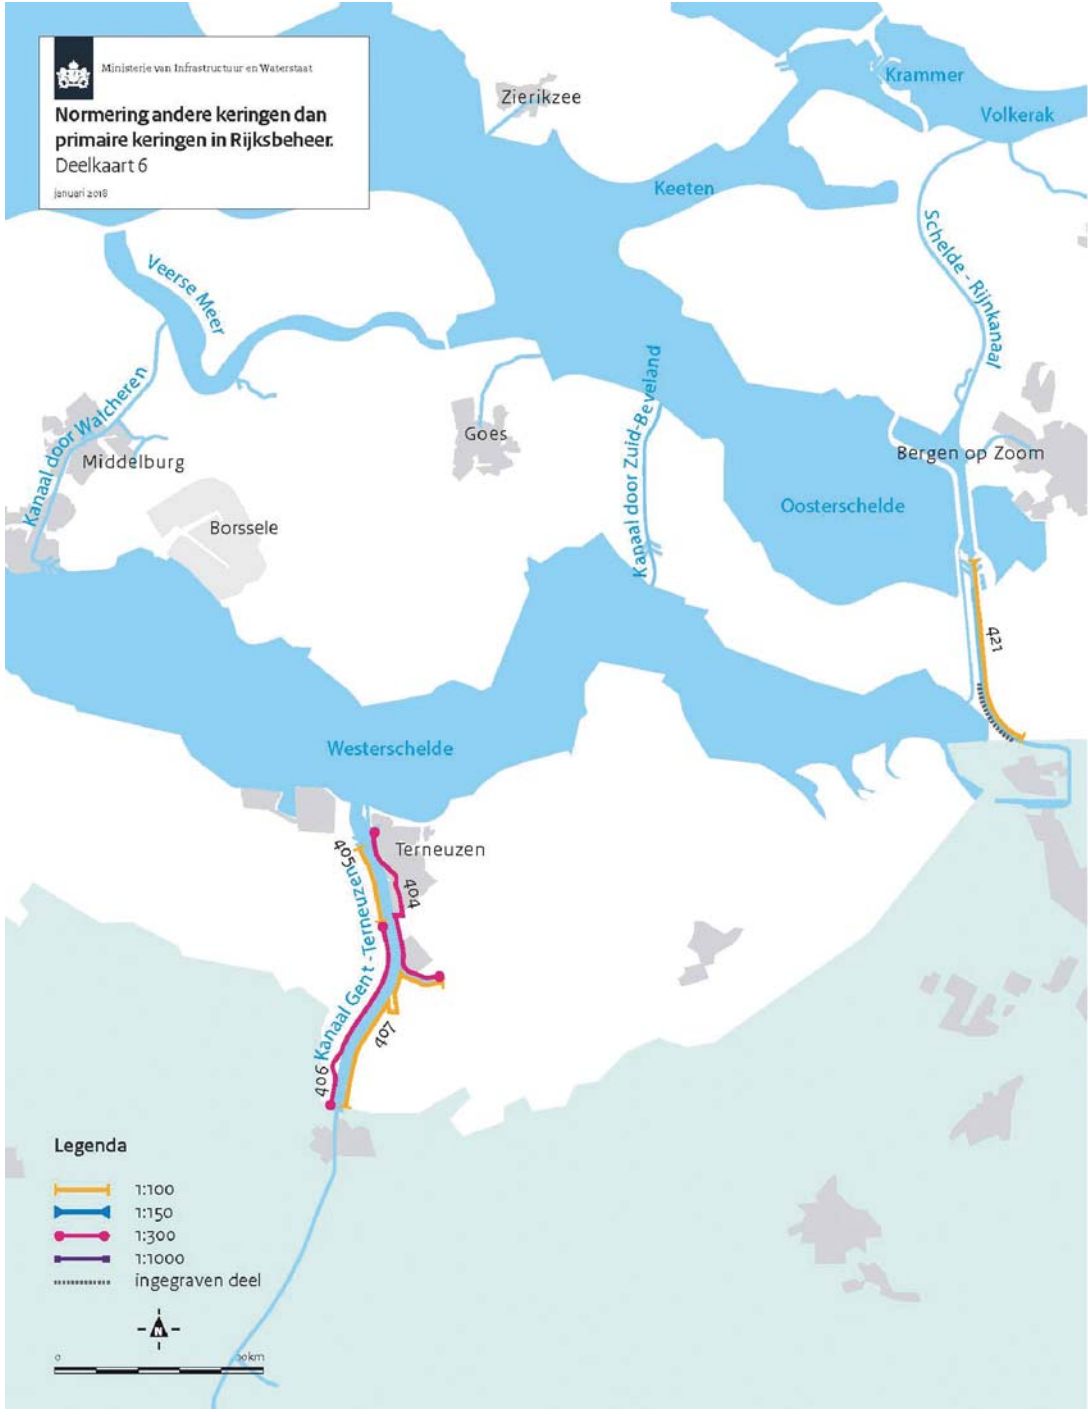 Ministerie van Infrastructuur en Waterstaat
Normering andere keringen dan
primaire keringen in Rijksbeheer.
Deelkaart 6
januari 2018
Zierikzee
Krammer
Volkerak
Keeten
Schelde - Rijnkanaal
Veerse Meer
Kanaal door Walcheren
Middelburg
Goes
Kanaal door Zuid-Beveland
Bergen op Zoom
Oosterschelde
Borssele
421
Westerschelde
405
Terneuzen
404
Kanaal Gent -Terneuzen
407
406
Legenda
1:100
1:150
1:300
1:1000
ingegraven deel
N
0